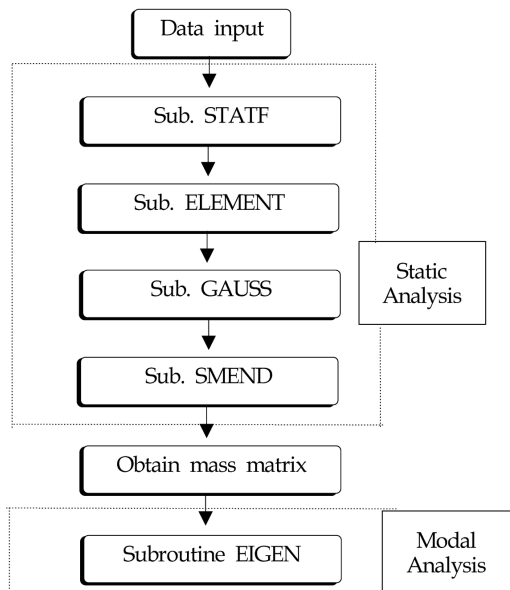 Data input
Sub. STATF
Sub. ELEMENT
Sub. GAUSS
Static
Analysis
Sub. SMEND
Obtain mass matrix
Subroutine EIGEN
Modal
Analysis